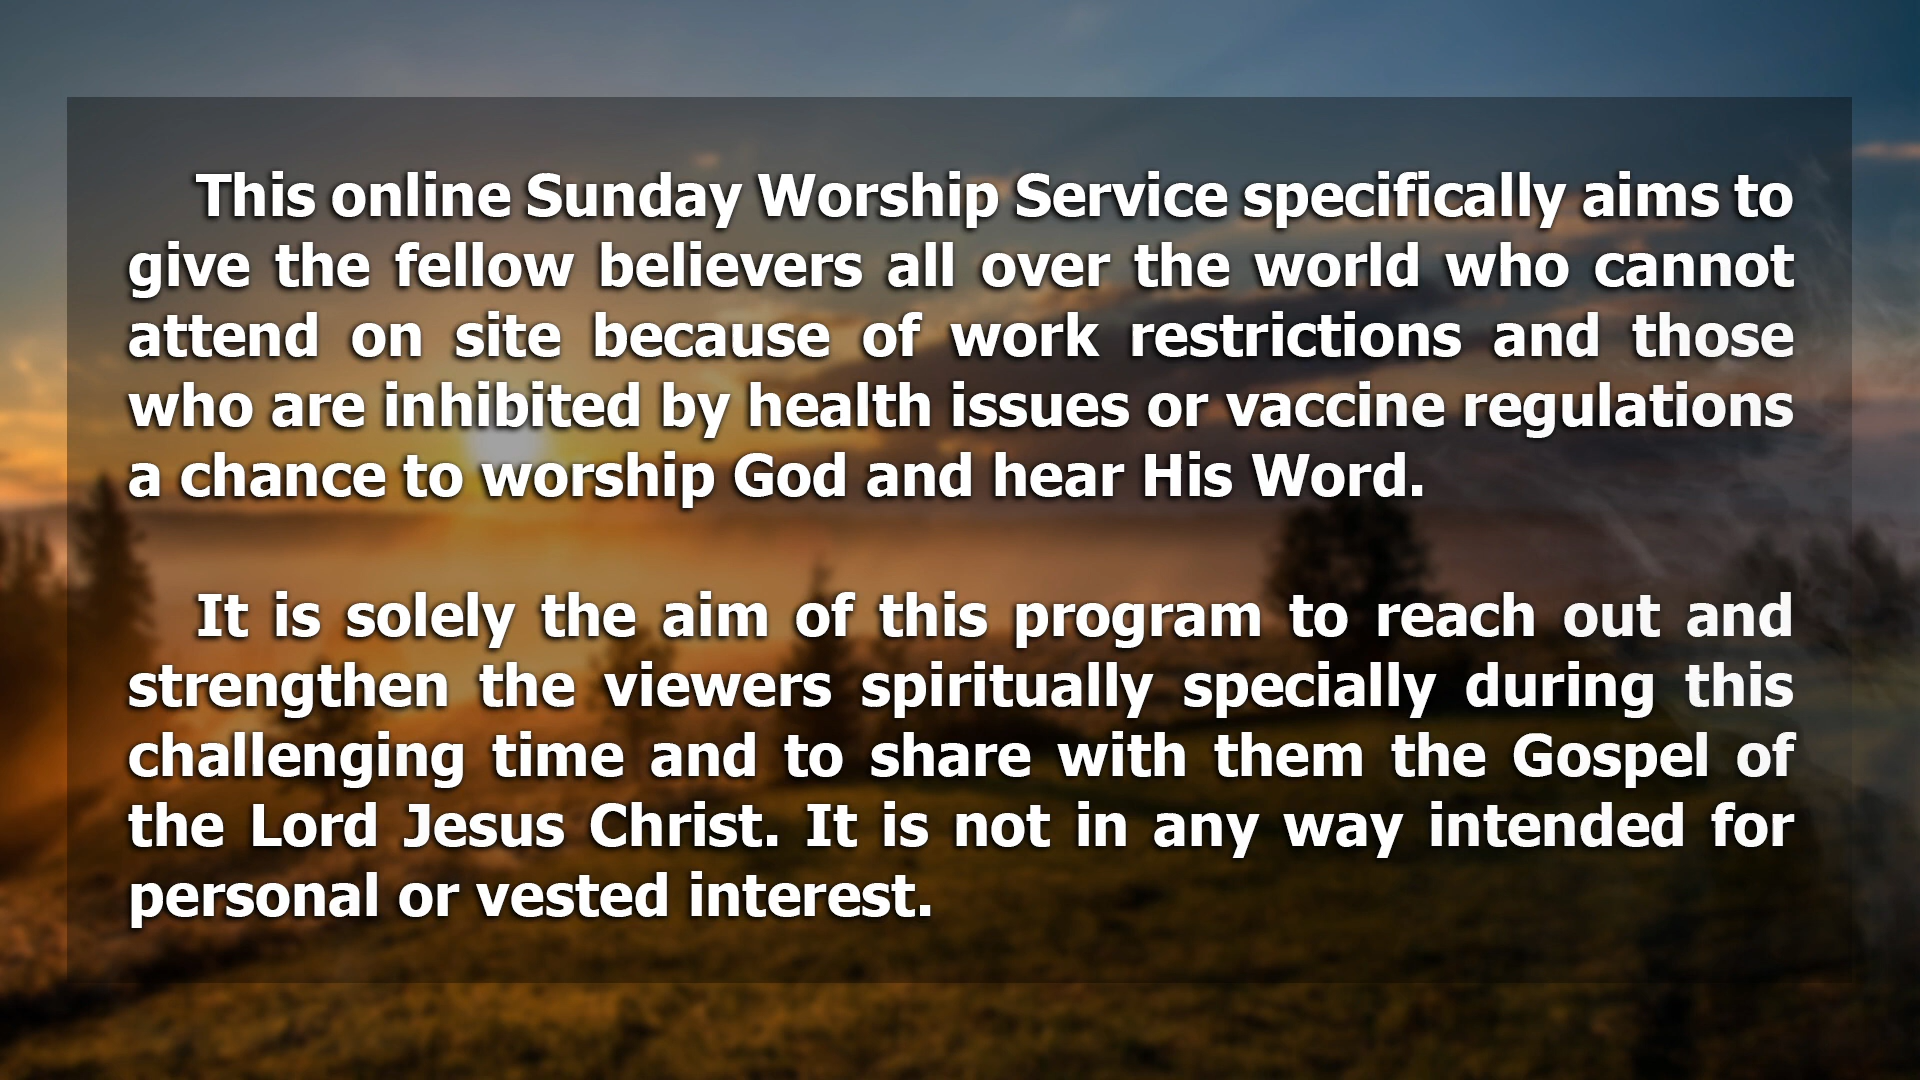 This online Sunday Worship Service specifically aims to
give the fellow believers all over the world who cannot
attend on site because of work restrictions and those
who are inhibited by health issues or vaccine regulations
a chance to worship God and hear His Word.
It is solely the aim of this program to reach out and
strengthen the viewers spiritually specially during this
challenging time and to share with them the Gospel of
the Lord Jesus Christ. It is not in any way intended for
personal or vested interest.